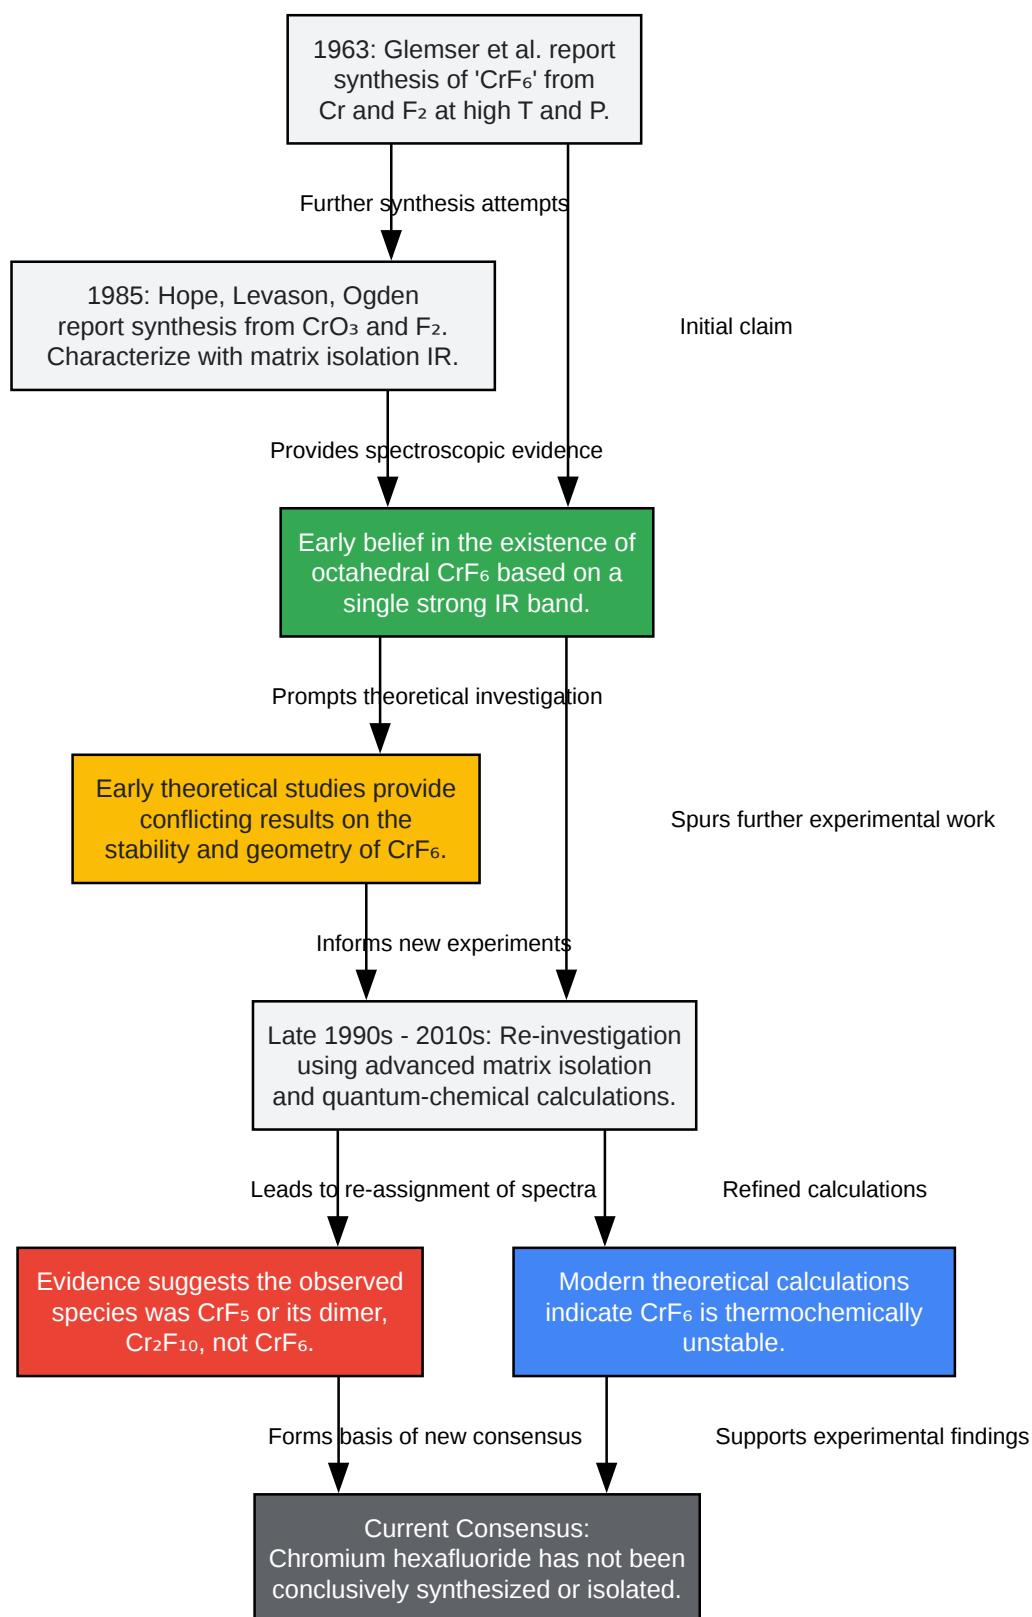 1963: Glemser et al. report
synthesis of 'CrF₆' from
Cr and F₂ at high T and P.
Further synthesis attempts
1985: Hope, Levason, Ogden
report synthesis from CrO₃ and F₂.
Characterize with matrix isolation IR.
Initial claim
Provides spectroscopic evidence
Early belief in the existence of
octahedral CrF₆ based on a
single strong IR band.
Prompts theoretical investigation
Early theoretical studies provide
conflicting results on the
stability and geometry of CrF₆.
Spurs further experimental work
Informs new experiments
Late 1990s - 2010s: Re-investigation
using advanced matrix isolation
and quantum-chemical calculations.
Leads to re-assignment of spectra
Refined calculations
Evidence suggests the observed
species was CrF₅ or its dimer,
Cr₂F₁₀, not CrF₆.
Modern theoretical calculations
indicate CrF₆ is thermochemically
unstable.
Forms basis of new consensus
Supports experimental findings
Current Consensus:
Chromium hexafluoride has not been
conclusively synthesized or isolated.